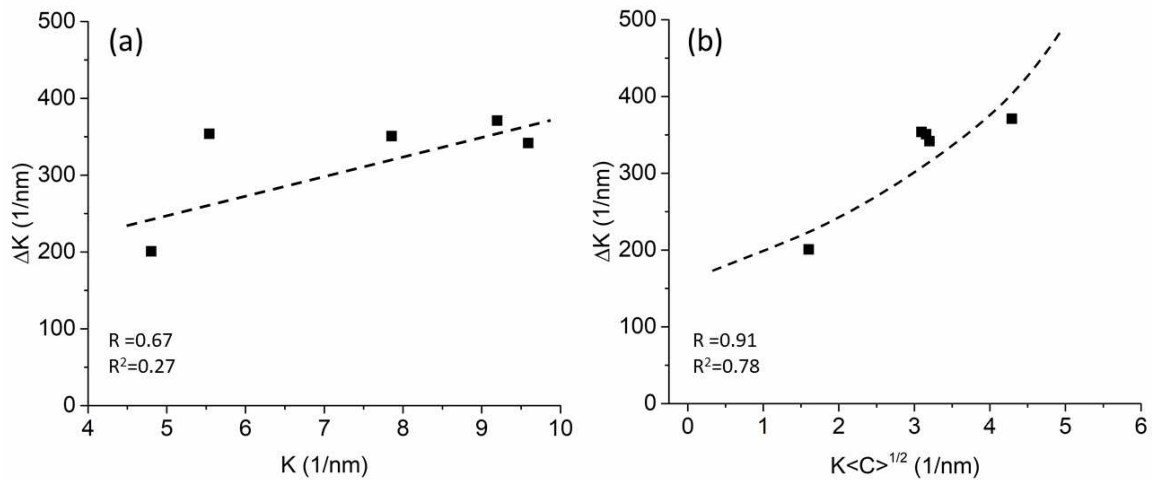 (a)
500
400
300
200
100
0
ΔK (1/nm)
R =0.67
R²=0.27
4 5 6 7 8 9 10
K (1/nm)
(b)
500
400
300
200
100
0
ΔK (1/nm)
R =0.91
R²=0.78
0 1 2 3 4 5 6
K<C>¹/² (1/nm)